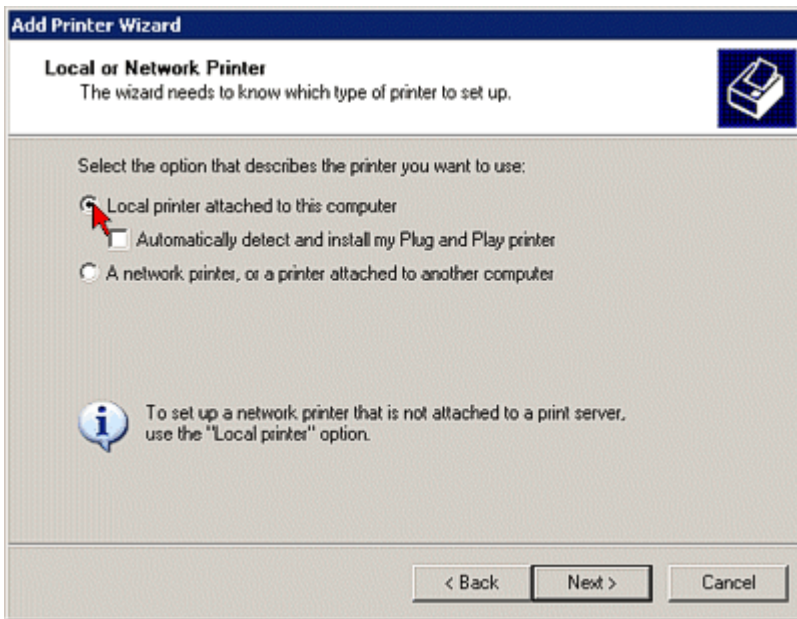 Add Printer Wizard
Local or Network Printer
The wizard needs to know which type of printer to set up.
Select the option that describes the printer you want to use:
Local printer attached to this computer
Automatically detect and install my Plug and Play printer
A network printer, or a printer attached to another computer
To set up a network printer that is not attached to a print server,
use the "Local printer" option.
< Back
Next >
Cancel